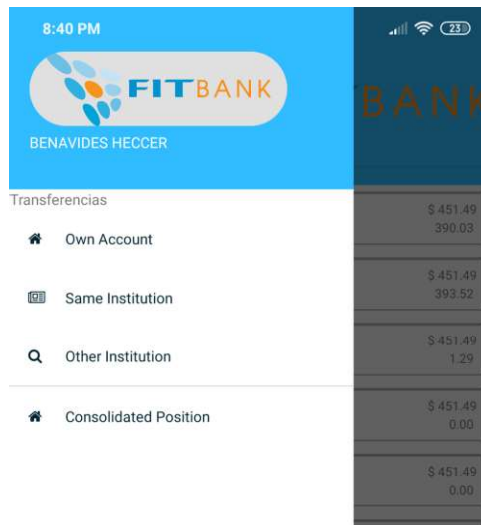 8:40 PM
23
FITBANK
BANK
BENAVIDES HECCER
Transferencias
$ 451.49
390.03
Own Account
$ 451.49
393.52
Same Institution
$ 451.49
1.29
Other Institution
$ 451.49
0.00
Consolidated Position
$ 451.49
0.00